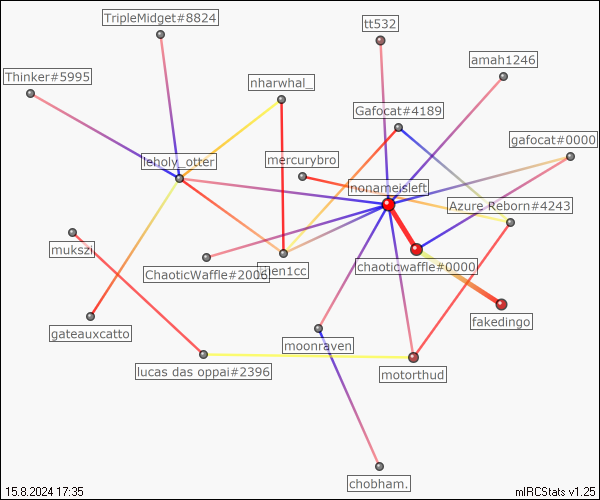 TripleMidget#8824
tt532
amah1246
Thinker#5995
nharwhal_
Gafocat#4189
gafocat#0000
leholy_otter
mercurybro
nonameisleft
Azure Reborn#4243
mukszi
ChaoticWaffle#2006
chaoticwaffle#0000
gateauxcatto
fakedingo
moonraven
lucas das oppai#2396
motorthud
chobham.
15.8.2024 17:35
mIRCStats v1.25